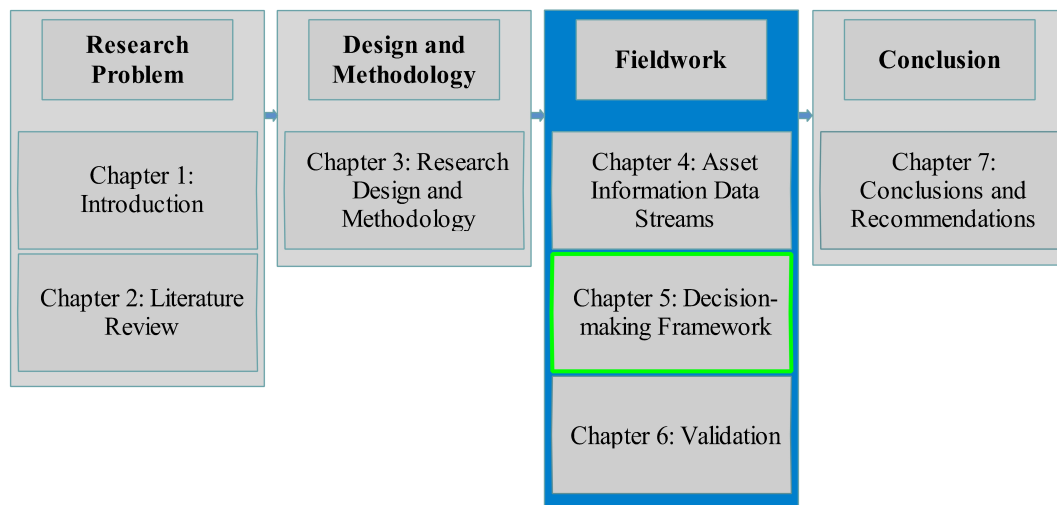 Research
Problem
Chapter 1:
Introduction
Chapter 2: Literature
Review
Design and
Methodology
Chapter 3: Research
Design and
Methodology
Fieldwork
Chapter 4: Asset
Information Data
Streams
Chapter 5: Decision-
making Framework
Chapter 6: Validation
Conclusion
Chapter 7:
Conclusions and
Recommendations